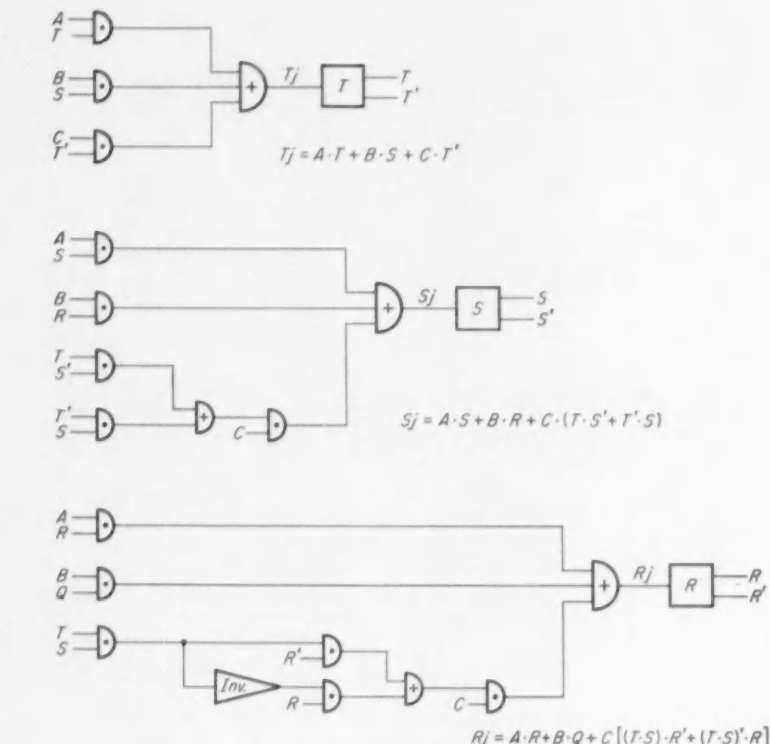 A
T
B
S
C
T'
+
Tj
T
T
T'
Tj = A·T + B·S + C·T'
A
S
B
R
T
S'
T'
S
+
C
+
Sj
S
S
S'
Sj = A·S + B·R + C·(T·S' + T'·S)
A
R
B
Q
T
S
Inv.
R'
R
+
C
+
Rj
R
R
R'
Rj = A·R + B·Q + C[(T·S)·R' + (T·S)'·R]